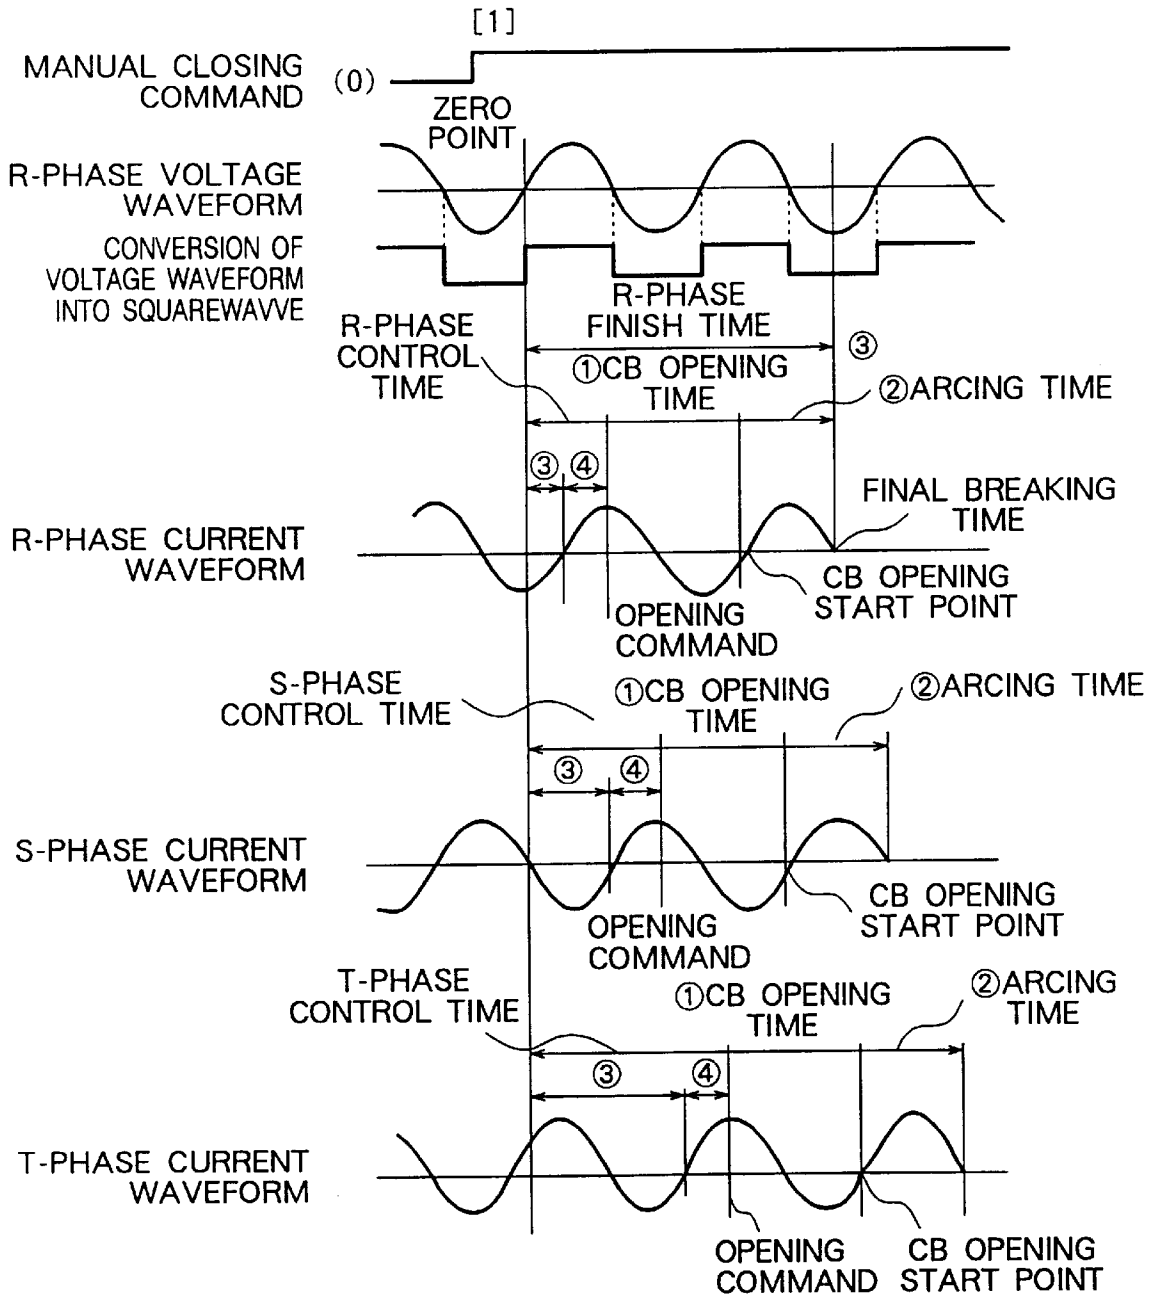 [1]
MANUAL CLOSING
COMMAND
(0)
ZERO
POINT
R-PHASE VOLTAGE
WAVEFORM
CONVERSION OF
VOLTAGE WAVEFORM
INTO SQUAREWAVVE
R-PHASE
FINISH TIME
R-PHASE
CONTROL
TIME
③
①CB OPENING
TIME
②ARCING TIME
③ ④
FINAL BREAKING
TIME
R-PHASE CURRENT
WAVEFORM
CB OPENING
START POINT
OPENING
COMMAND
S-PHASE
CONTROL TIME
①CB OPENING
TIME
②ARCING TIME
③ ④
S-PHASE CURRENT
WAVEFORM
CB OPENING
START POINT
OPENING
COMMAND
T-PHASE
CONTROL TIME
①CB OPENING
TIME
②ARCING
TIME
③ ④
T-PHASE CURRENT
WAVEFORM
OPENING
COMMAND
CB OPENING
START POINT